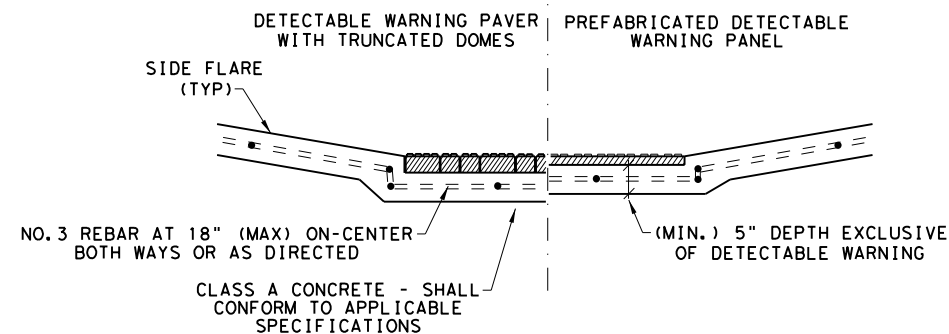 DETECTABLE WARNING PAVER
WITH TRUNCATED DOMES
PREFABRICATED DETECTABLE
WARNING PANEL
SIDE FLARE
(TYP)
NO.3 REBAR AT 18" (MAX) ON-CENTER
BOTH WAYS OR AS DIRECTED
(MIN.) 5" DEPTH EXCLUSIVE
OF DETECTABLE WARNING
CLASS A CONCRETE - SHALL
CONFORM TO APPLICABLE
SPECIFICATIONS